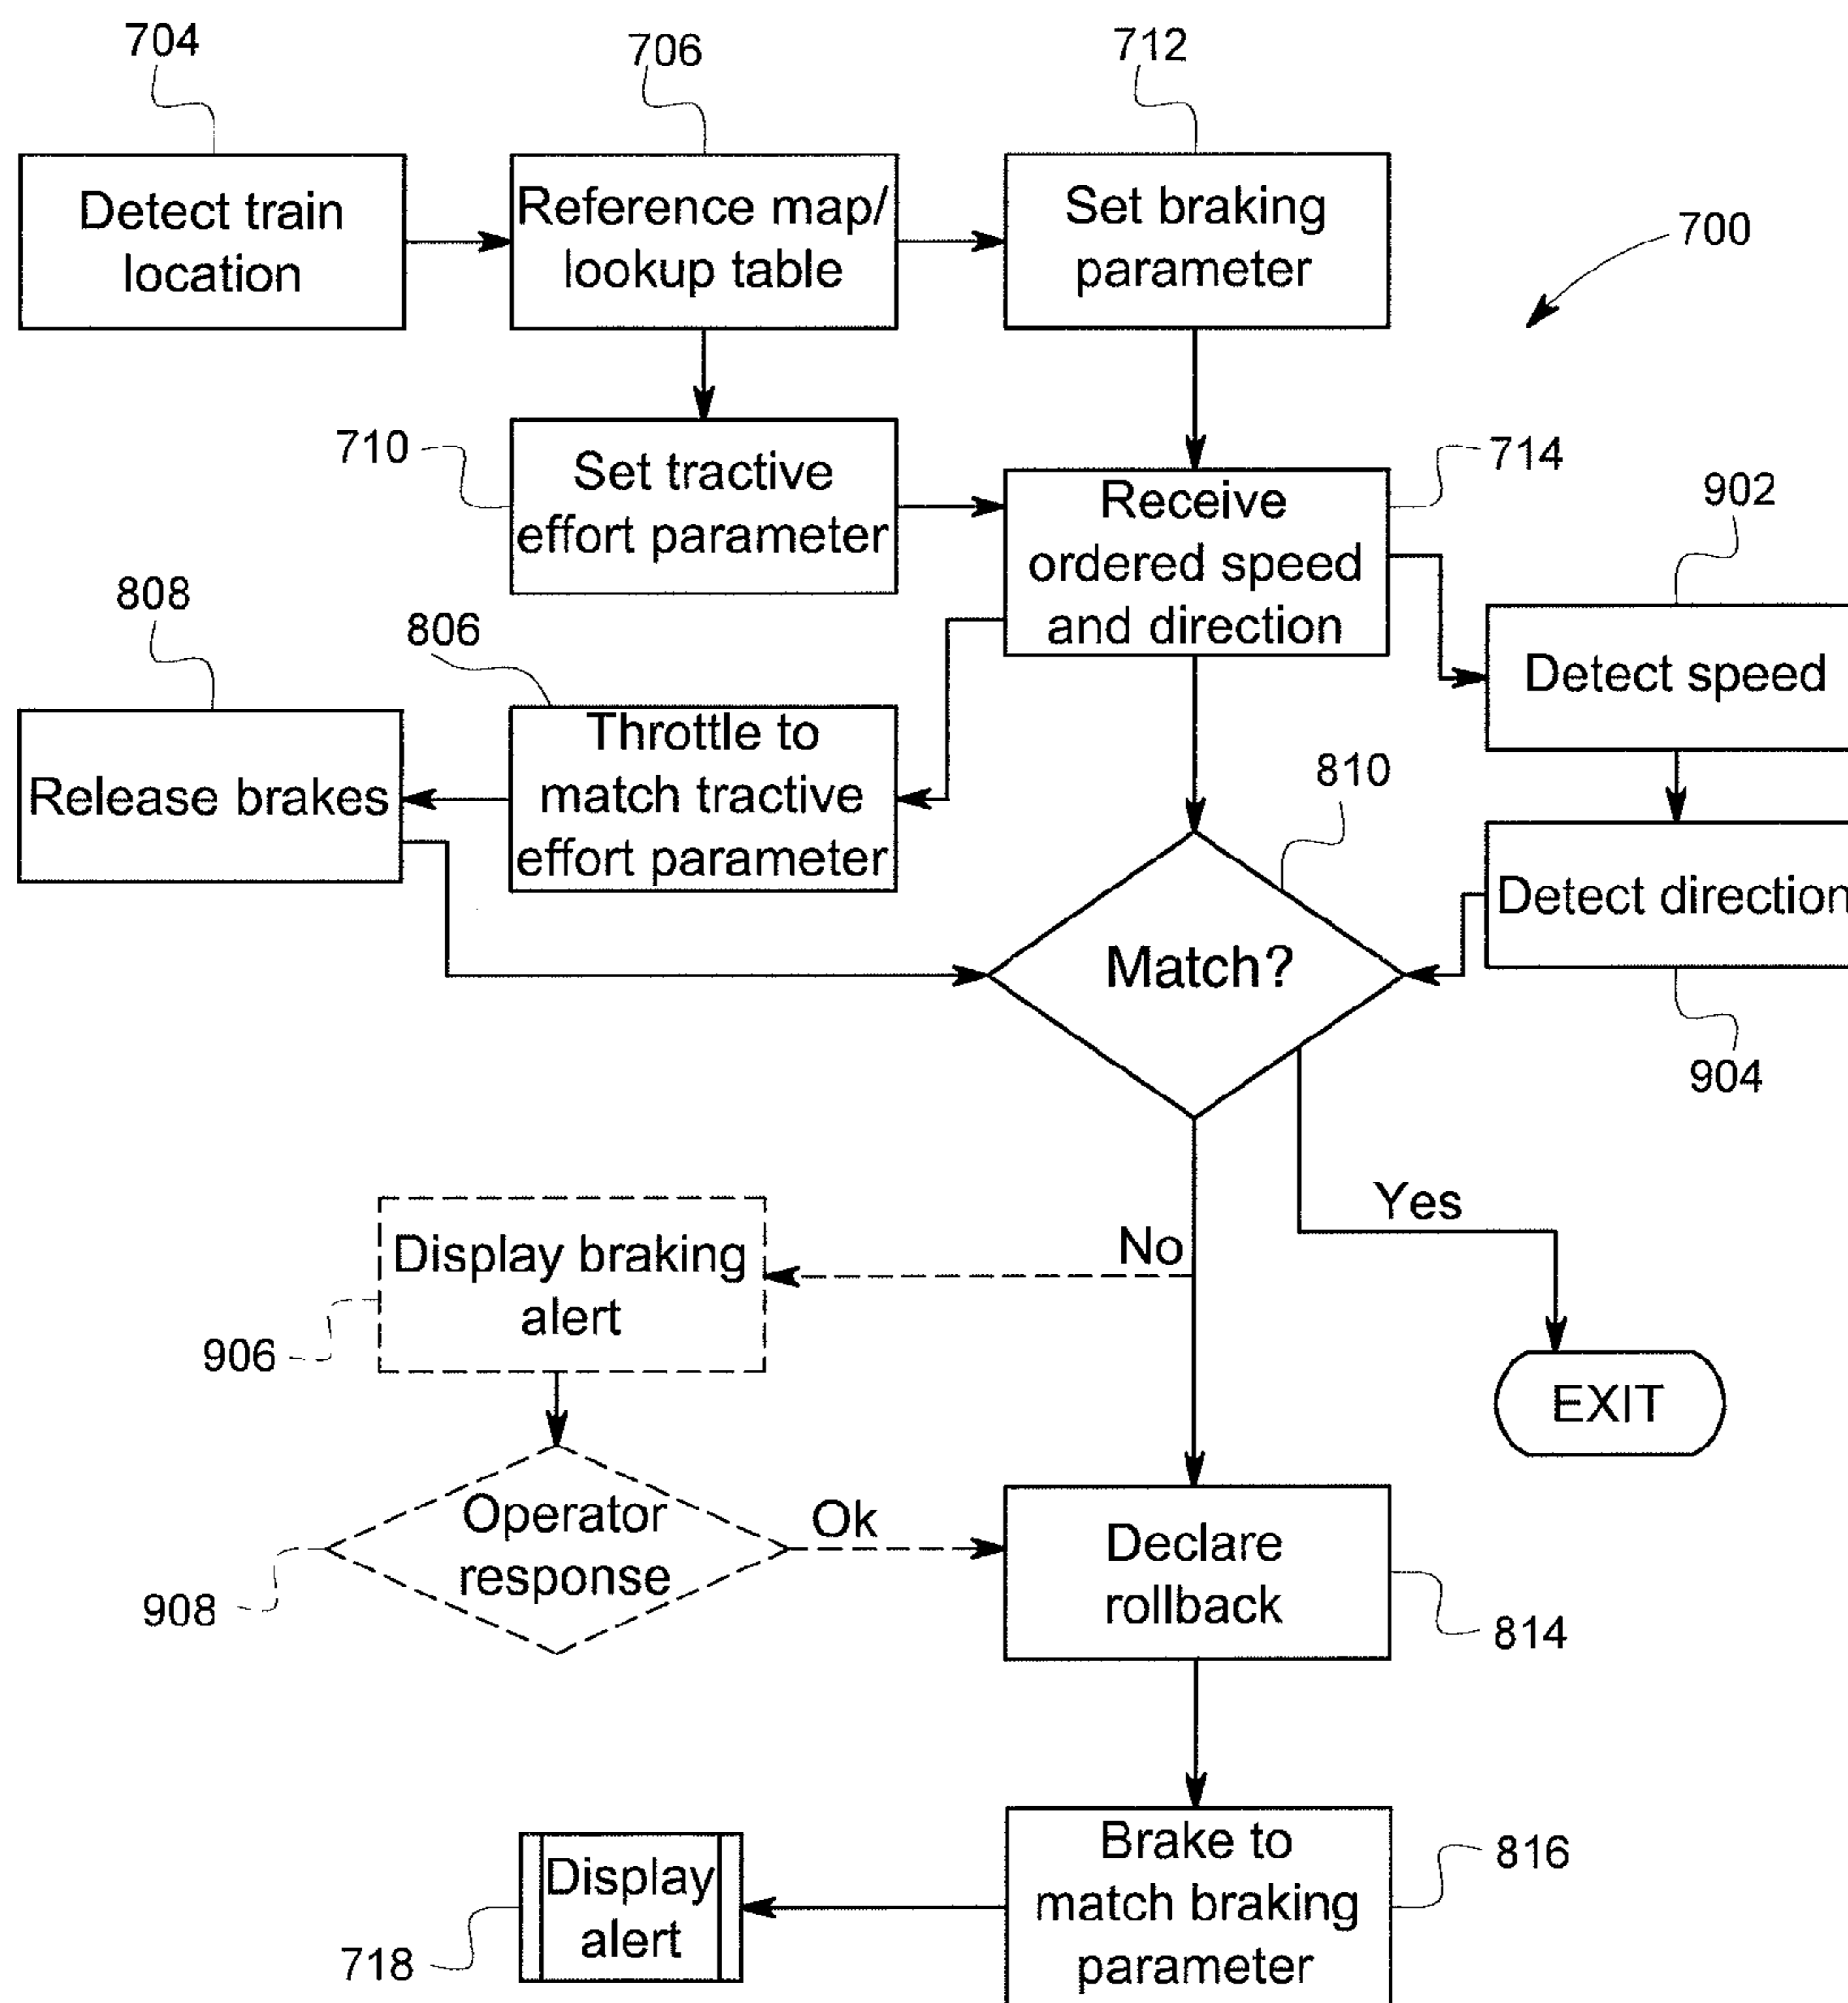 704
706
712
Detect train
location
Reference map/
lookup table
Set braking
parameter
700
710
Set tractive
effort parameter
714
Receive
ordered speed
and direction
902
Detect speed
808
806
Release brakes
Throttle to
match tractive
effort parameter
810
Match?
Detect direction
904
Yes
No
Display braking
alert
906
EXIT
Operator
response
Ok
908
Declare
rollback
814
Brake to
match braking
parameter
816
Display
alert
718